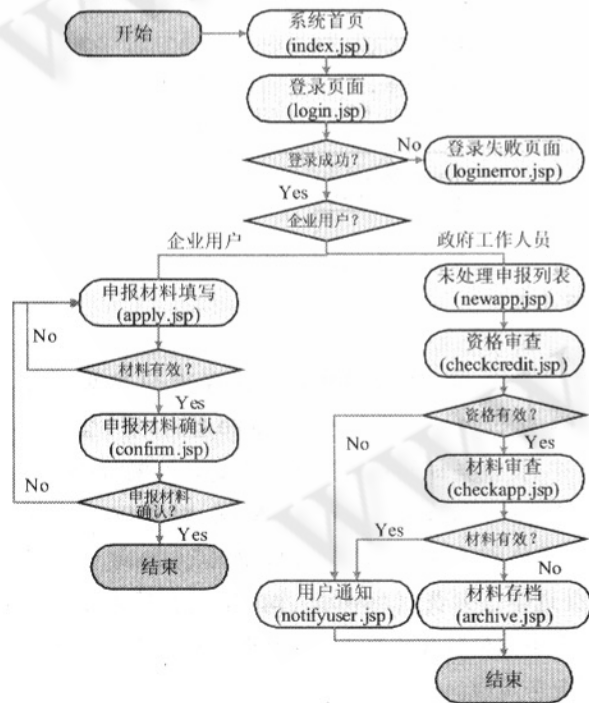 开始
系统首页
(index.jsp)
登录页面
(login.jsp)
登录成功?
No
登录失败页面
(loginerror.jsp)
Yes
企业用户?
企业用户
政府工作人员
申报材料填写
(apply.jsp)
未处理申报列表
(newapp.jsp)
No
材料有效?
资格审查
(checkcredit.jsp)
Yes
申报材料确认
(confirm.jsp)
资格有效?
No
Yes
材料审查
(checkapp.jsp)
No
申报材料
确认?
Yes
Yes
材料有效?
No
结束
用户通知
(notifyuser.jsp)
材料存档
(archive.jsp)
结束